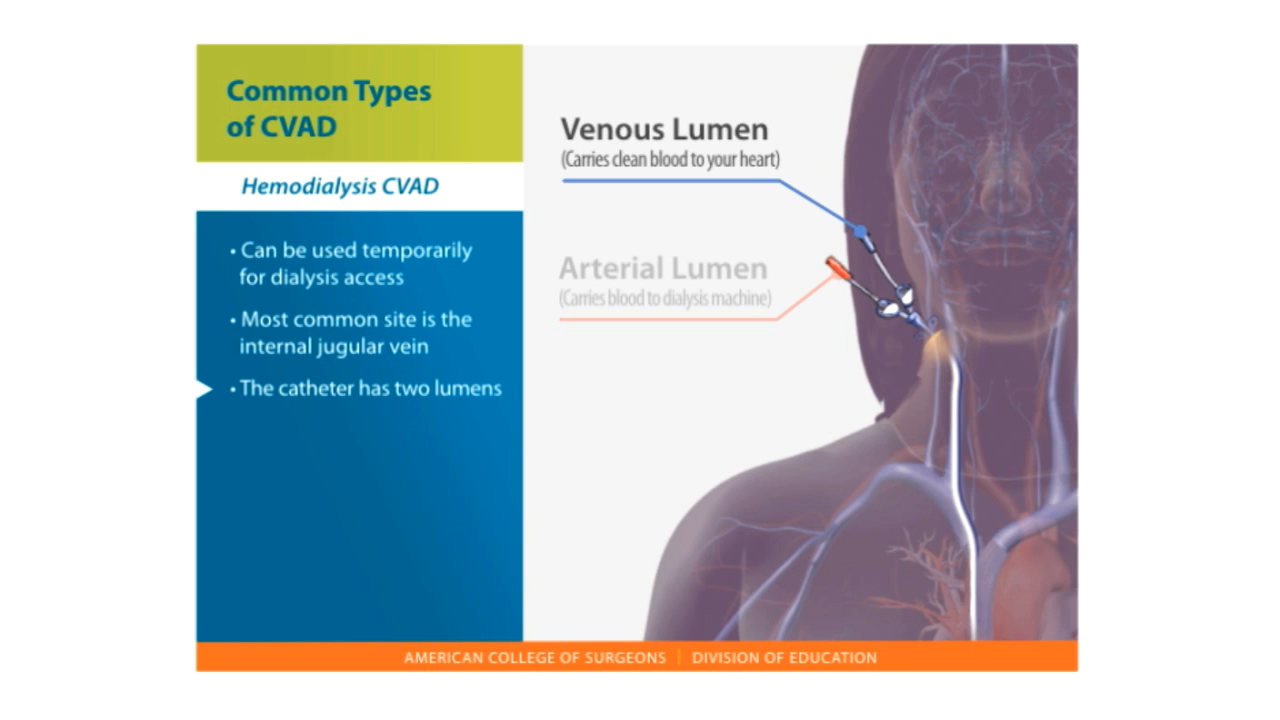 Common Types
of CVAD
Hemodialysis CVAD
• Can be used temporarily
for dialysis access
• Most common site is the
internal jugular vein
• The catheter has two lumens
Venous Lumen
(Carries clean blood to your heart)
Arterial Lumen
(Carries blood to dialysis machine)
AMERICAN COLLEGE OF SURGEONS | DIVISION OF EDUCATION